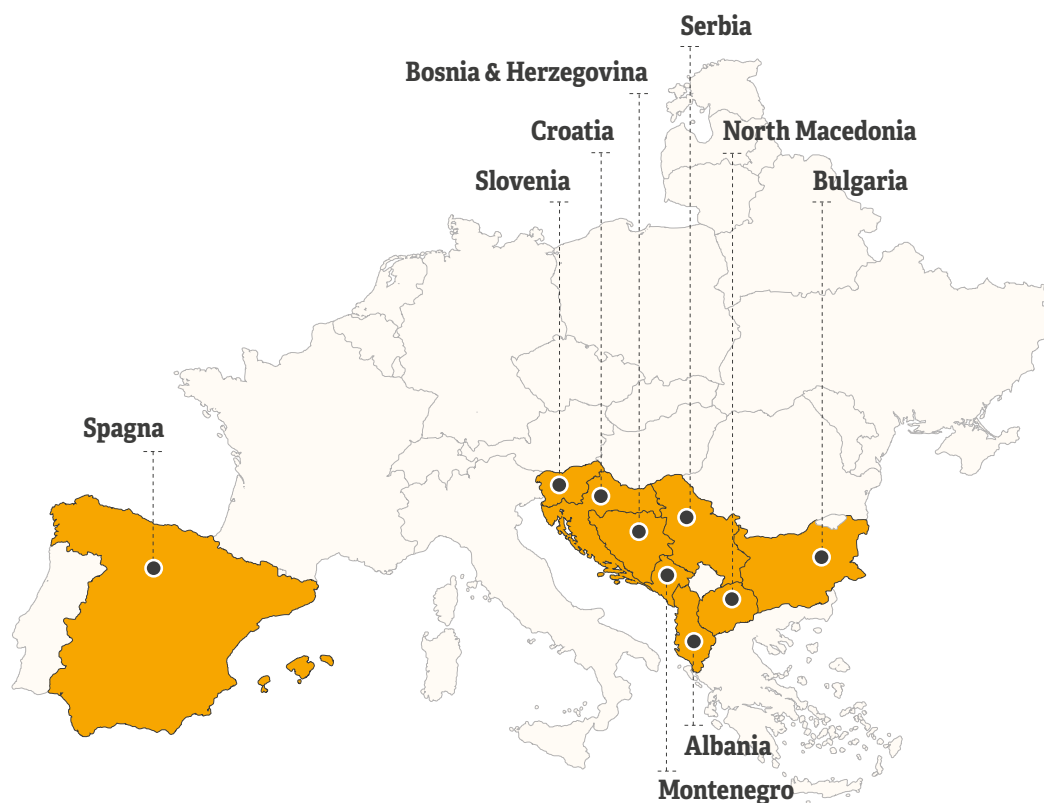 Serbia
Bosnia & Herzegovina
Croatia
North Macedonia
Slovenia
Bulgaria
Spagna
Albania
Montenegro